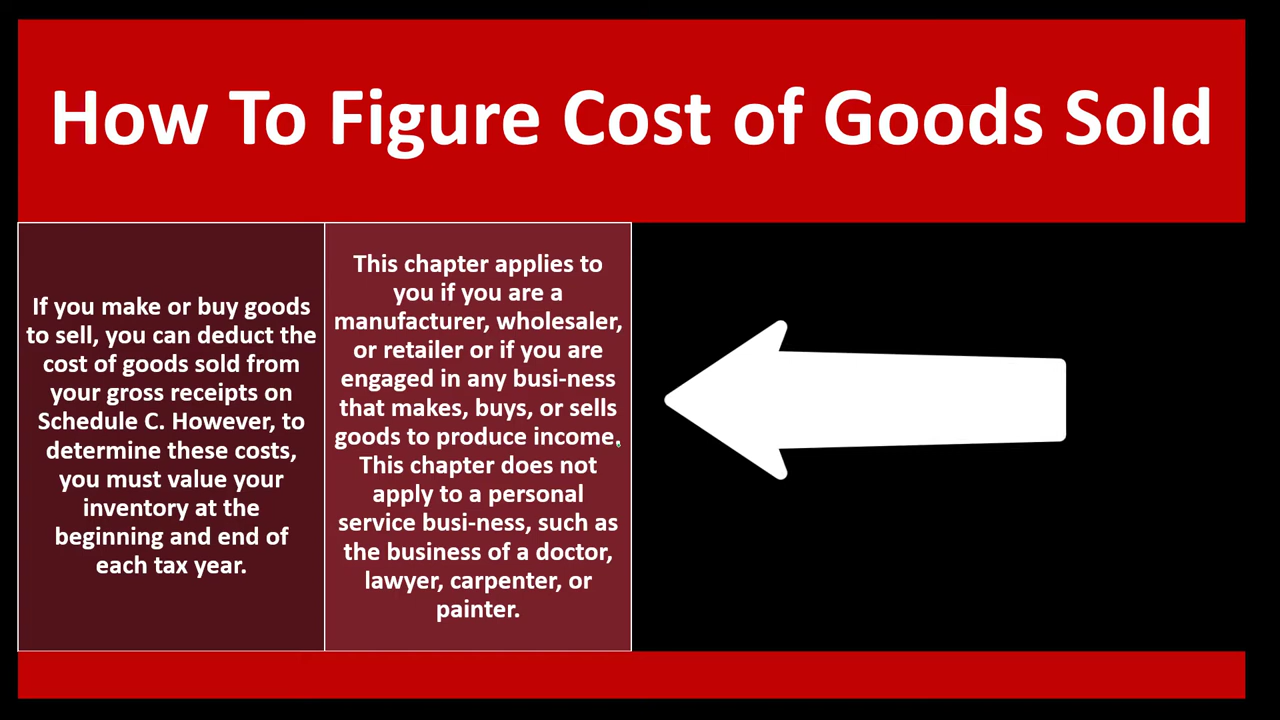 How To Figure Cost of Goods Sold
If you make or buy goods
to sell, you can deduct the
cost of goods sold from
your gross receipts on
Schedule C. However, to
determine these costs,
you must value your
inventory at the
beginning and end of
each tax year.
This chapter applies to
you if you are a
manufacturer, wholesaler,
or retailer or if you are
engaged in any busi-ness
that makes, buys, or sells
goods to produce income.
This chapter does not
apply to a personal
service busi-ness, such as
the business of a doctor,
lawyer, carpenter, or
painter.